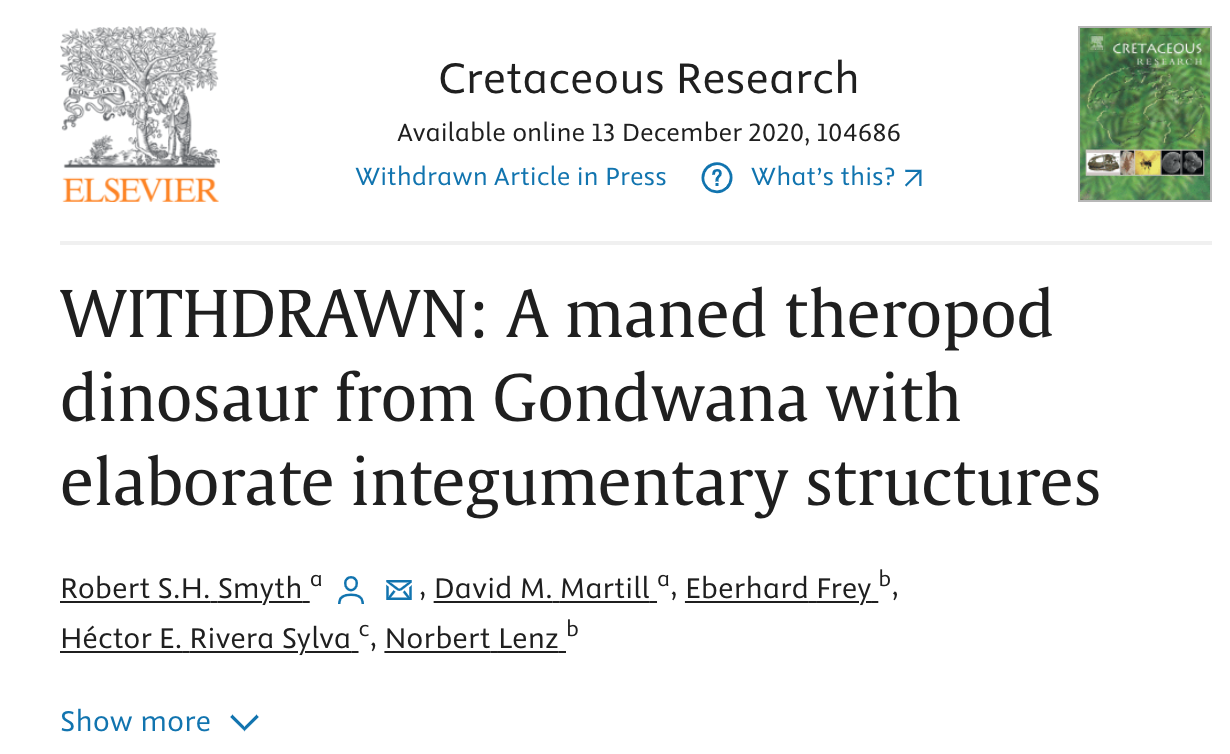 Cretaceous Research
Available online 13 December 2020, 104686
Withdrawn Article in Press ? What's this?
ELSEVIER
CRETACEOUS
RESEARCH
WITHDRAWN: A maned theropod
dinosaur from Gondwana with
elaborate integumentary structures
Robert S.H. Smyth a , David M. Martill a, Eberhard Frey b,
Héctor E. Rivera Sylva c, Norbert Lenz b
Show more